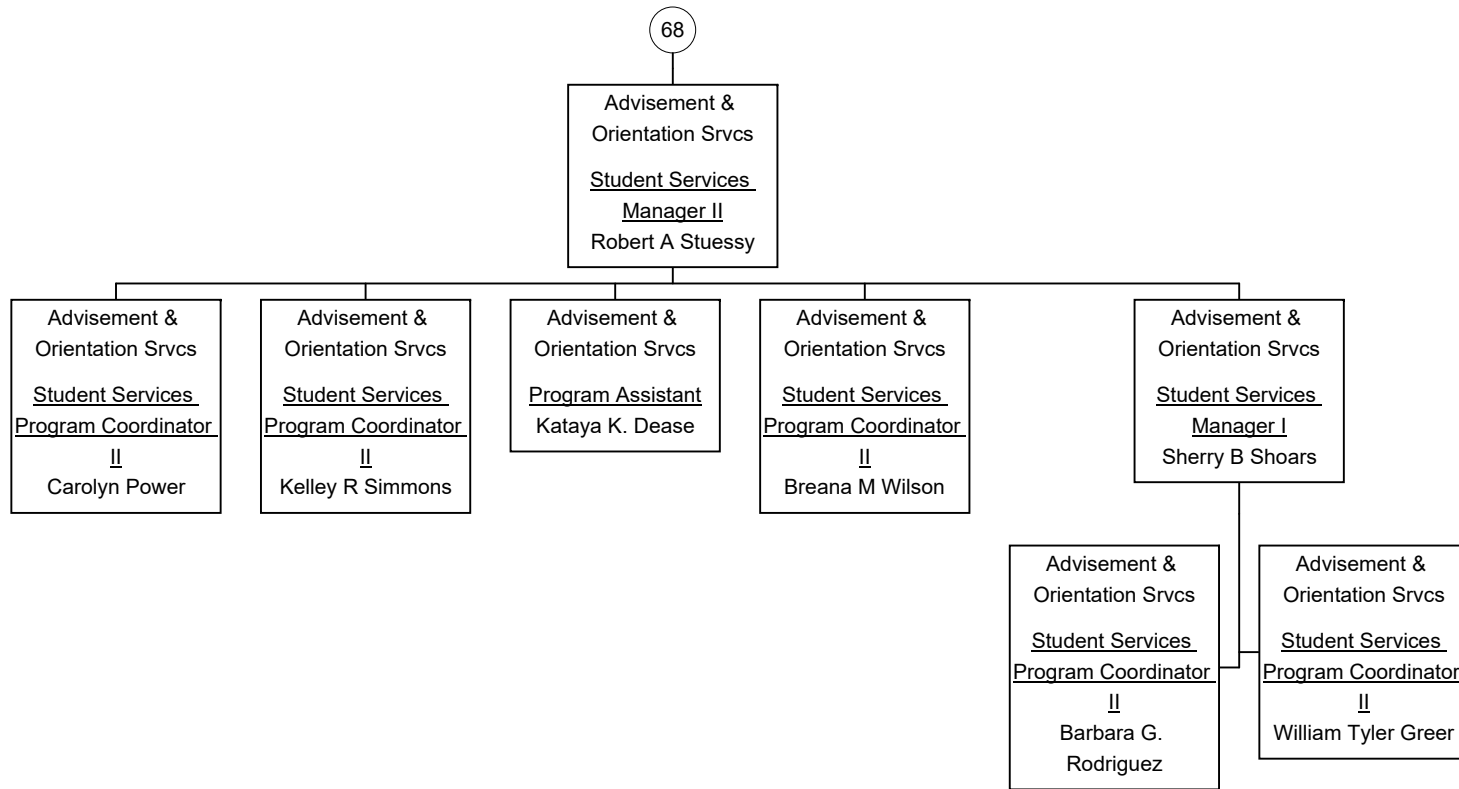 68
Advisement &
Orientation Srvcs
Student Services
Manager II
Robert A Stuessy
Advisement &
Orientation Srvcs
Student Services
Program Coordinator
II
Carolyn Power
Advisement &
Orientation Srvcs
Student Services
Program Coordinator
II
Kelley R Simmons
Advisement &
Orientation Srvcs
Program Assistant
Kataya K. Dease
Advisement &
Orientation Srvcs
Student Services
Program Coordinator
II
Breana M Wilson
Advisement &
Orientation Srvcs
Student Services
Manager I
Sherry B Shoars
Advisement &
Orientation Srvcs
Student Services
Program Coordinator
II
Barbara G.
Rodriguez
Advisement &
Orientation Srvcs
Student Services
Program Coordinator
II
William Tyler Greer